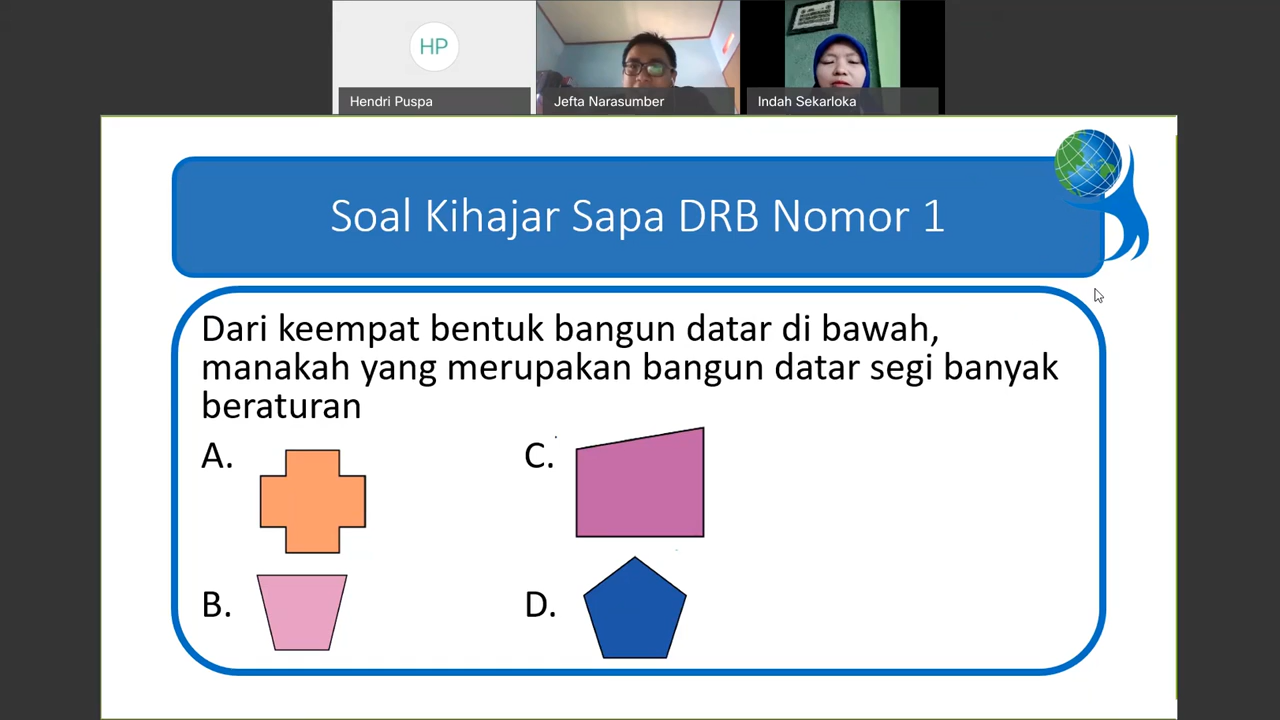 HP
Hendri Puspa
Jefta Narasumber
Indah Sekarloka
Soal Kihajar Sapa DRB Nomor 1
Dari keempat bentuk bangun datar di bawah,
manakah yang merupakan bangun datar segi banyak
beraturan
A.
C.
B.
D.